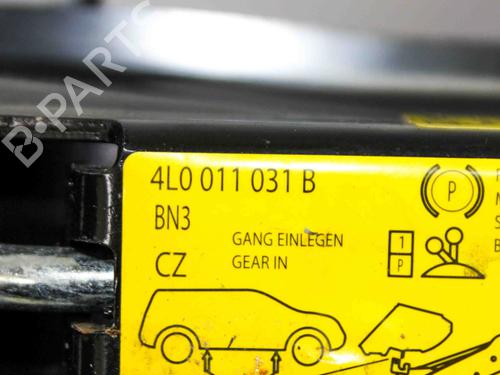 B-PARTS
4L0 011 031 B
BN3
CZ
GANG EINLEGEN
GEAR IN
P
1
P